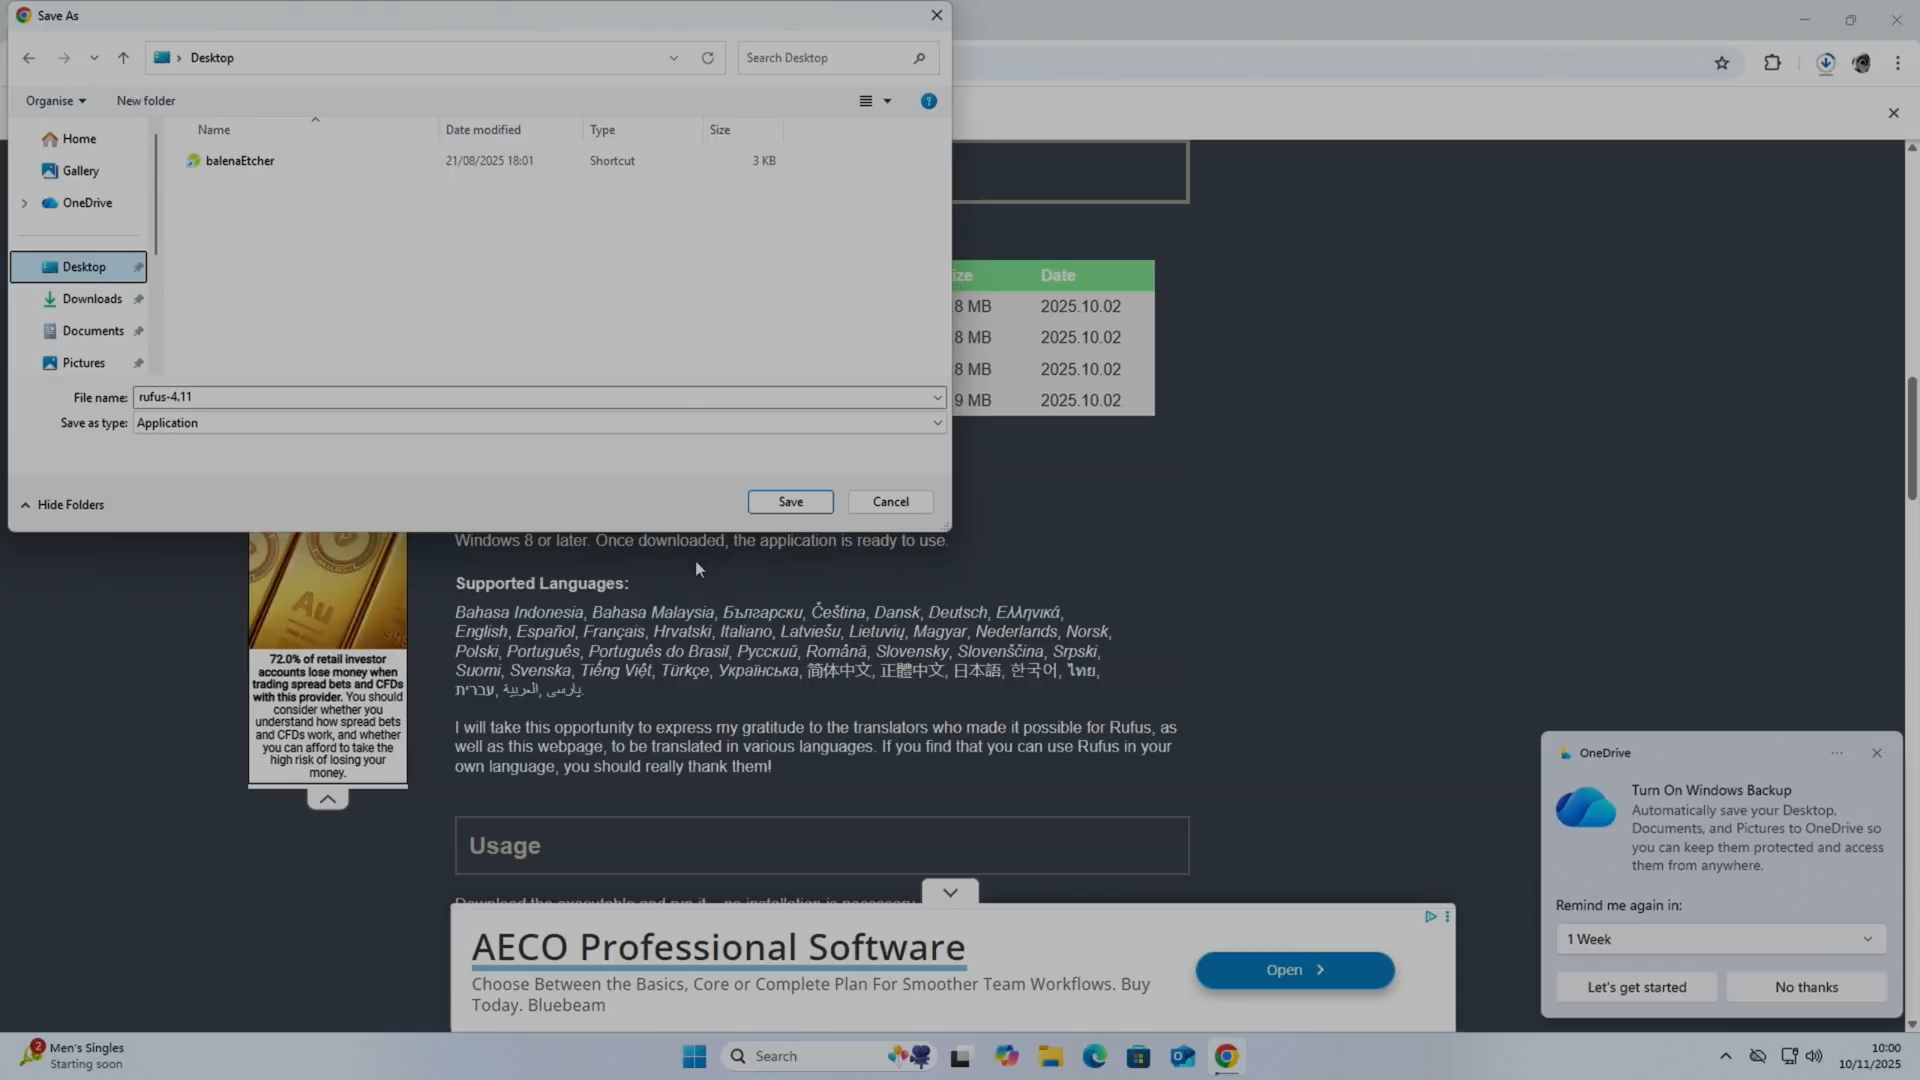 Save As
Desktop
Search Desktop
Organise
New folder
Name
Date modified
Type
Size
Home
balenaEtcher
21/08/2025 18:01
Shortcut
3 KB
Gallery
OneDrive
Desktop
Downloads
Documents
Pictures
File name:
rufus-4.11
Save as type:
Application
Hide Folders
Save
Cancel
ize
Date
.8 MB
2025.10.02
.8 MB
2025.10.02
.8 MB
2025.10.02
.9 MB
2025.10.02
Windows 8 or later. Once downloaded, the application is ready to use.
Supported Languages:
Bahasa Indonesia, Bahasa Malaysia, Български, Čeština, Dansk, Deutsch, Ελληνικά,
English, Español, Français, Hrvatski, Italiano, Latviešu, Lietuvių, Magyar, Nederlands, Norsk,
Polski, Português, Português do Brasil, Русский, Română, Slovensky, Slovenščina, Srpski,
Suomi, Svenska, Tiếng Việt, Türkçe, Українська, 简体中文, 正體中文, 日本語, 한국어, ไทย,
עברית, العربية, پارسی.
I will take this opportunity to express my gratitude to the translators who made it possible for Rufus, as
well as this webpage, to be translated in various languages. If you find that you can use Rufus in your
own language, you should really thank them!
Au
72.0% of retail investor
accounts lose money when
trading spread bets and CFDs
with this provider. You should
consider whether you
understand how spread bets
and CFDs work, and whether
you can afford to take the
high risk of losing your
money.
Usage
Download the executable and run it – no installation is necessary.
AECO Professional Software
Choose Between the Basics, Core or Complete Plan For Smoother Team Workflows. Buy
Today. Bluebeam
Open
OneDrive
Turn On Windows Backup
Automatically save your Desktop,
Documents, and Pictures to OneDrive so
you can keep them protected and access
them from anywhere.
Remind me again in:
1 Week
Let's get started
No thanks
2
Men's Singles
Starting soon
Search
10:00
10/11/2025